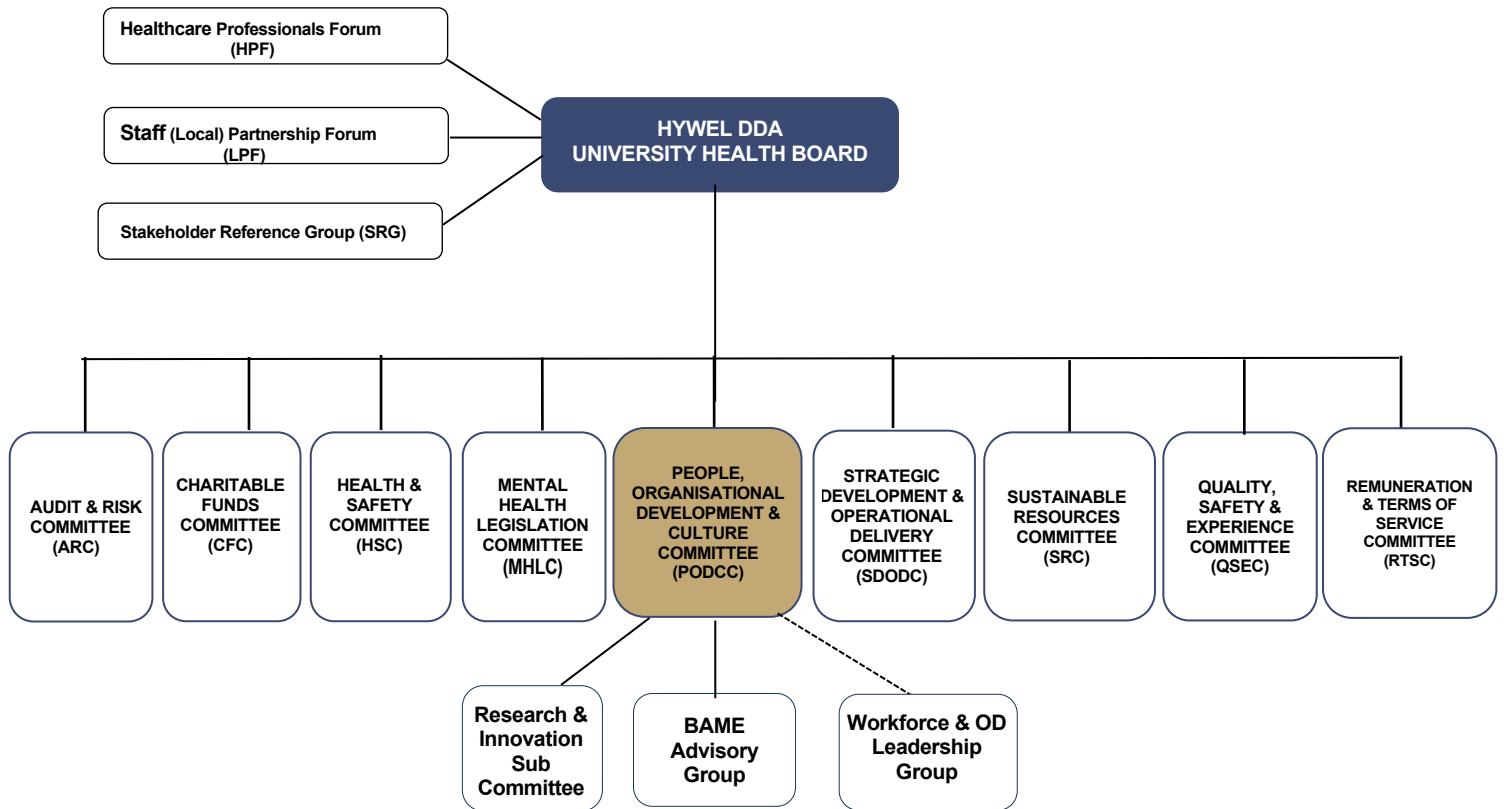 Healthcare Professionals Forum
(HPF)
Staff (Local) Partnership Forum
(LPF)
Stakeholder Reference Group (SRG)
HYWEL DDA
UNIVERSITY HEALTH BOARD
AUDIT & RISK
COMMITTEE
(ARC)
CHARITABLE
FUNDS
COMMITTEE
(CFC)
HEALTH &
SAFETY
COMMITTEE
(HSC)
MENTAL
HEALTH
LEGISLATION
COMMITTEE
(MHLC)
PEOPLE,
ORGANISATIONAL
DEVELOPMENT &
CULTURE
COMMITTEE
(PODCC)
STRATEGIC
DEVELOPMENT &
OPERATIONAL
DELIVERY
COMMITTEE
(SDODC)
SUSTAINABLE
RESOURCES
COMMITTEE
(SRC)
QUALITY,
SAFETY &
EXPERIENCE
COMMITTEE
(QSEC)
REMUNERATION
& TERMS OF
SERVICE
COMMITTEE
(RTSC)
Research &
Innovation
Sub
Committee
BAME
Advisory
Group
Workforce & OD
Leadership
Group